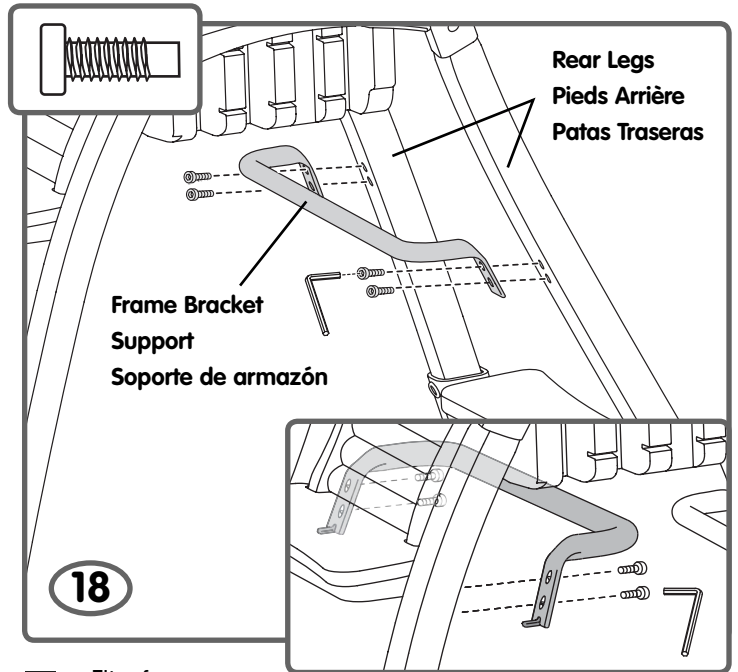 Rear Legs
Pieds Arrière
Patas Traseras
Frame Bracket
Support
Soporte de armazón
18